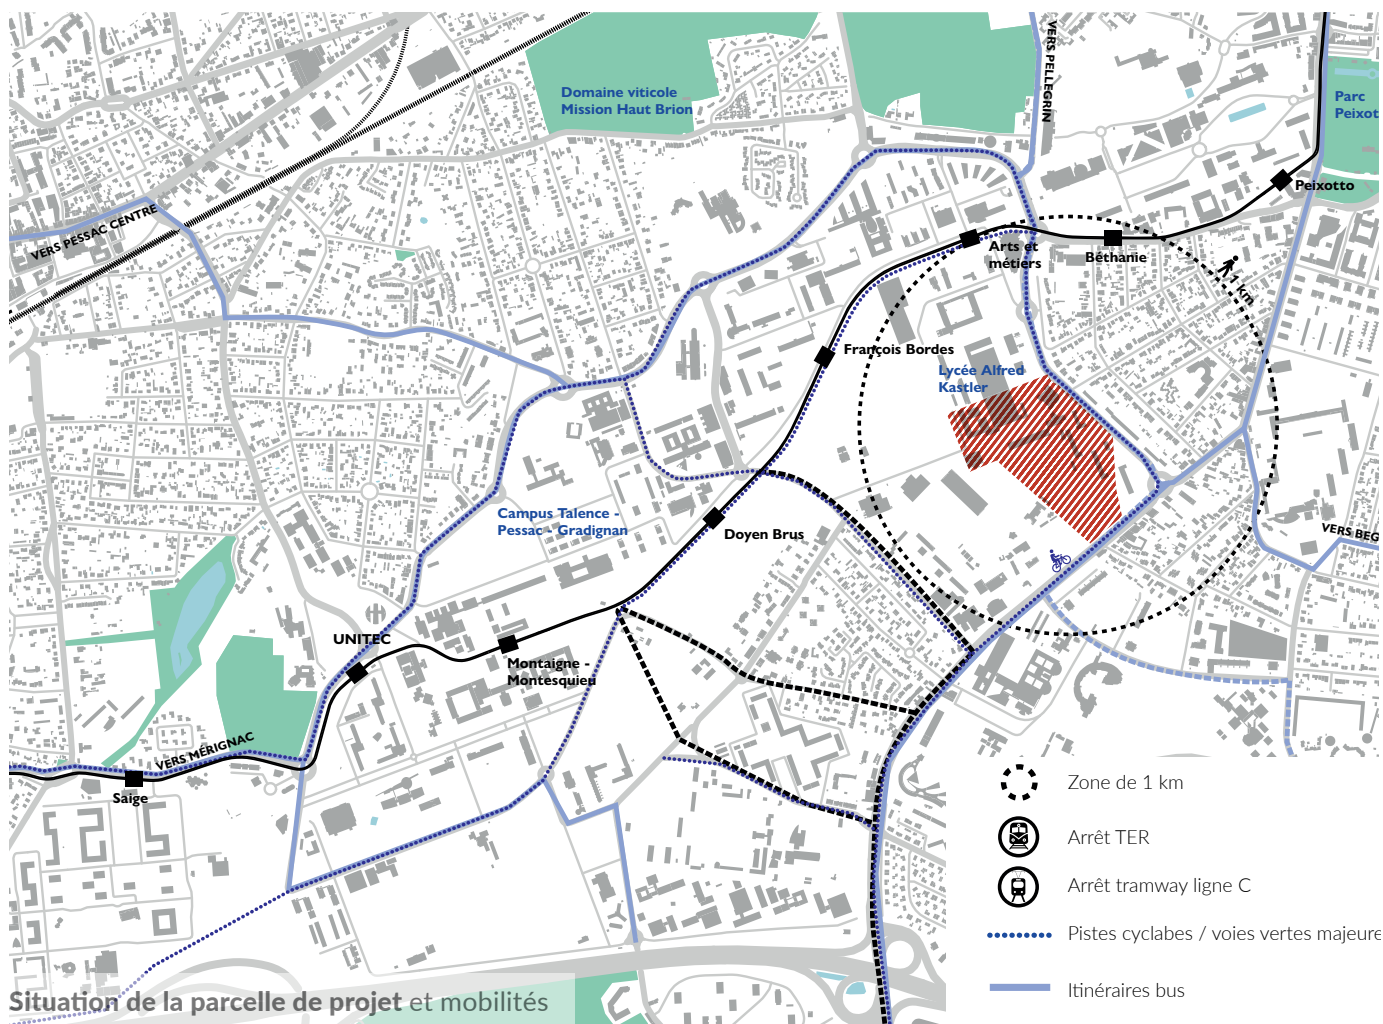 Domaine viticole
Mission Haut Brion
VERS PELLEGRIN
Parc
Peixot
Peixotto
VERS PESSAC CENTRE
Arts et
métiers
Béthanie
1 km
François Bordes
Lycée Alfred
Kastler
Campus Talence -
Pessac - Gradignan
Doyen Brus
VERS BEG
UNITEC
Montaigne -
Montesquieu
VERS MÉRIGNAC
Saige
Zone de 1 km
Arrêt TER
Arrêt tramway ligne C
Pistes cyclabes / voies vertes majeure
Itinéraires bus
Situation de la parcelle de projet et mobilités